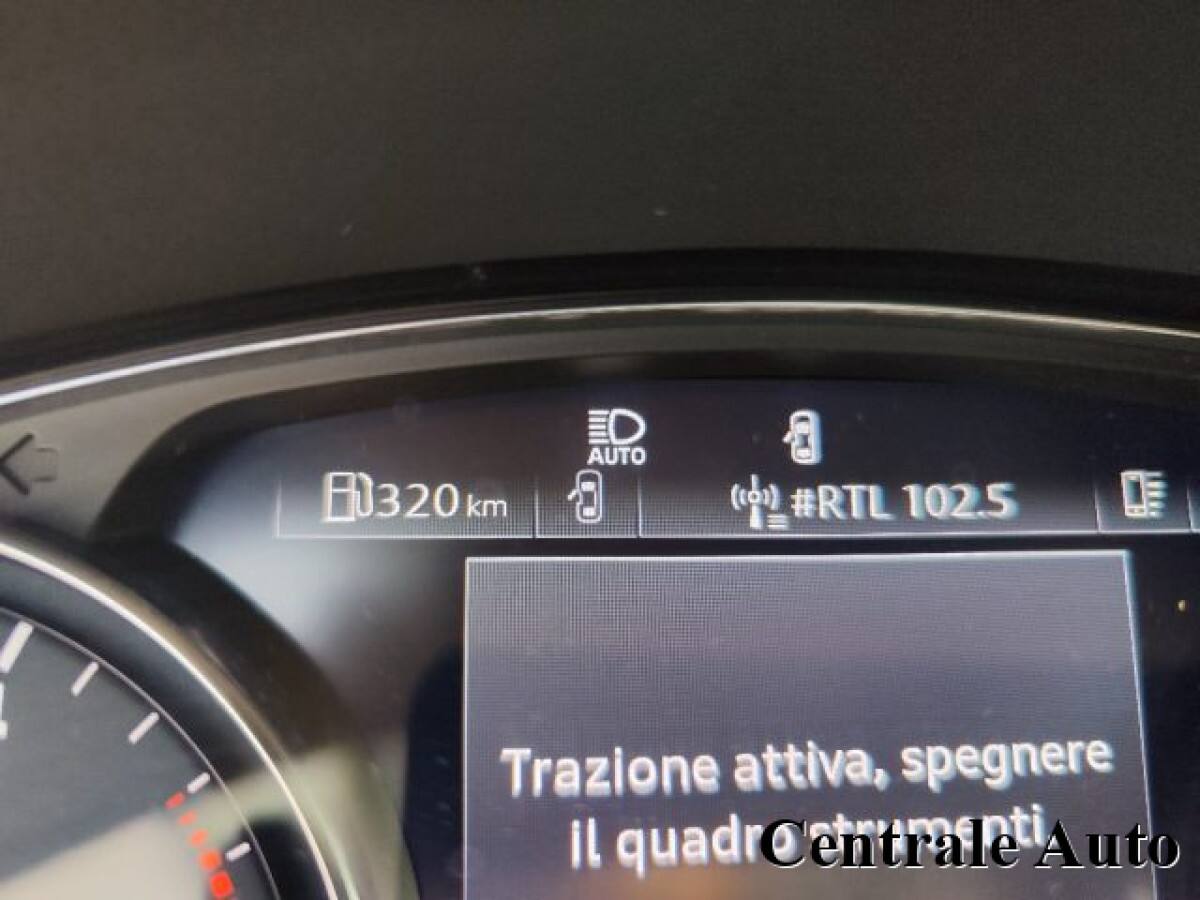 AUTO
320 km
#RTL 102.5
Trazione attiva, spegnere
il quadro strumenti.
Centrale Auto